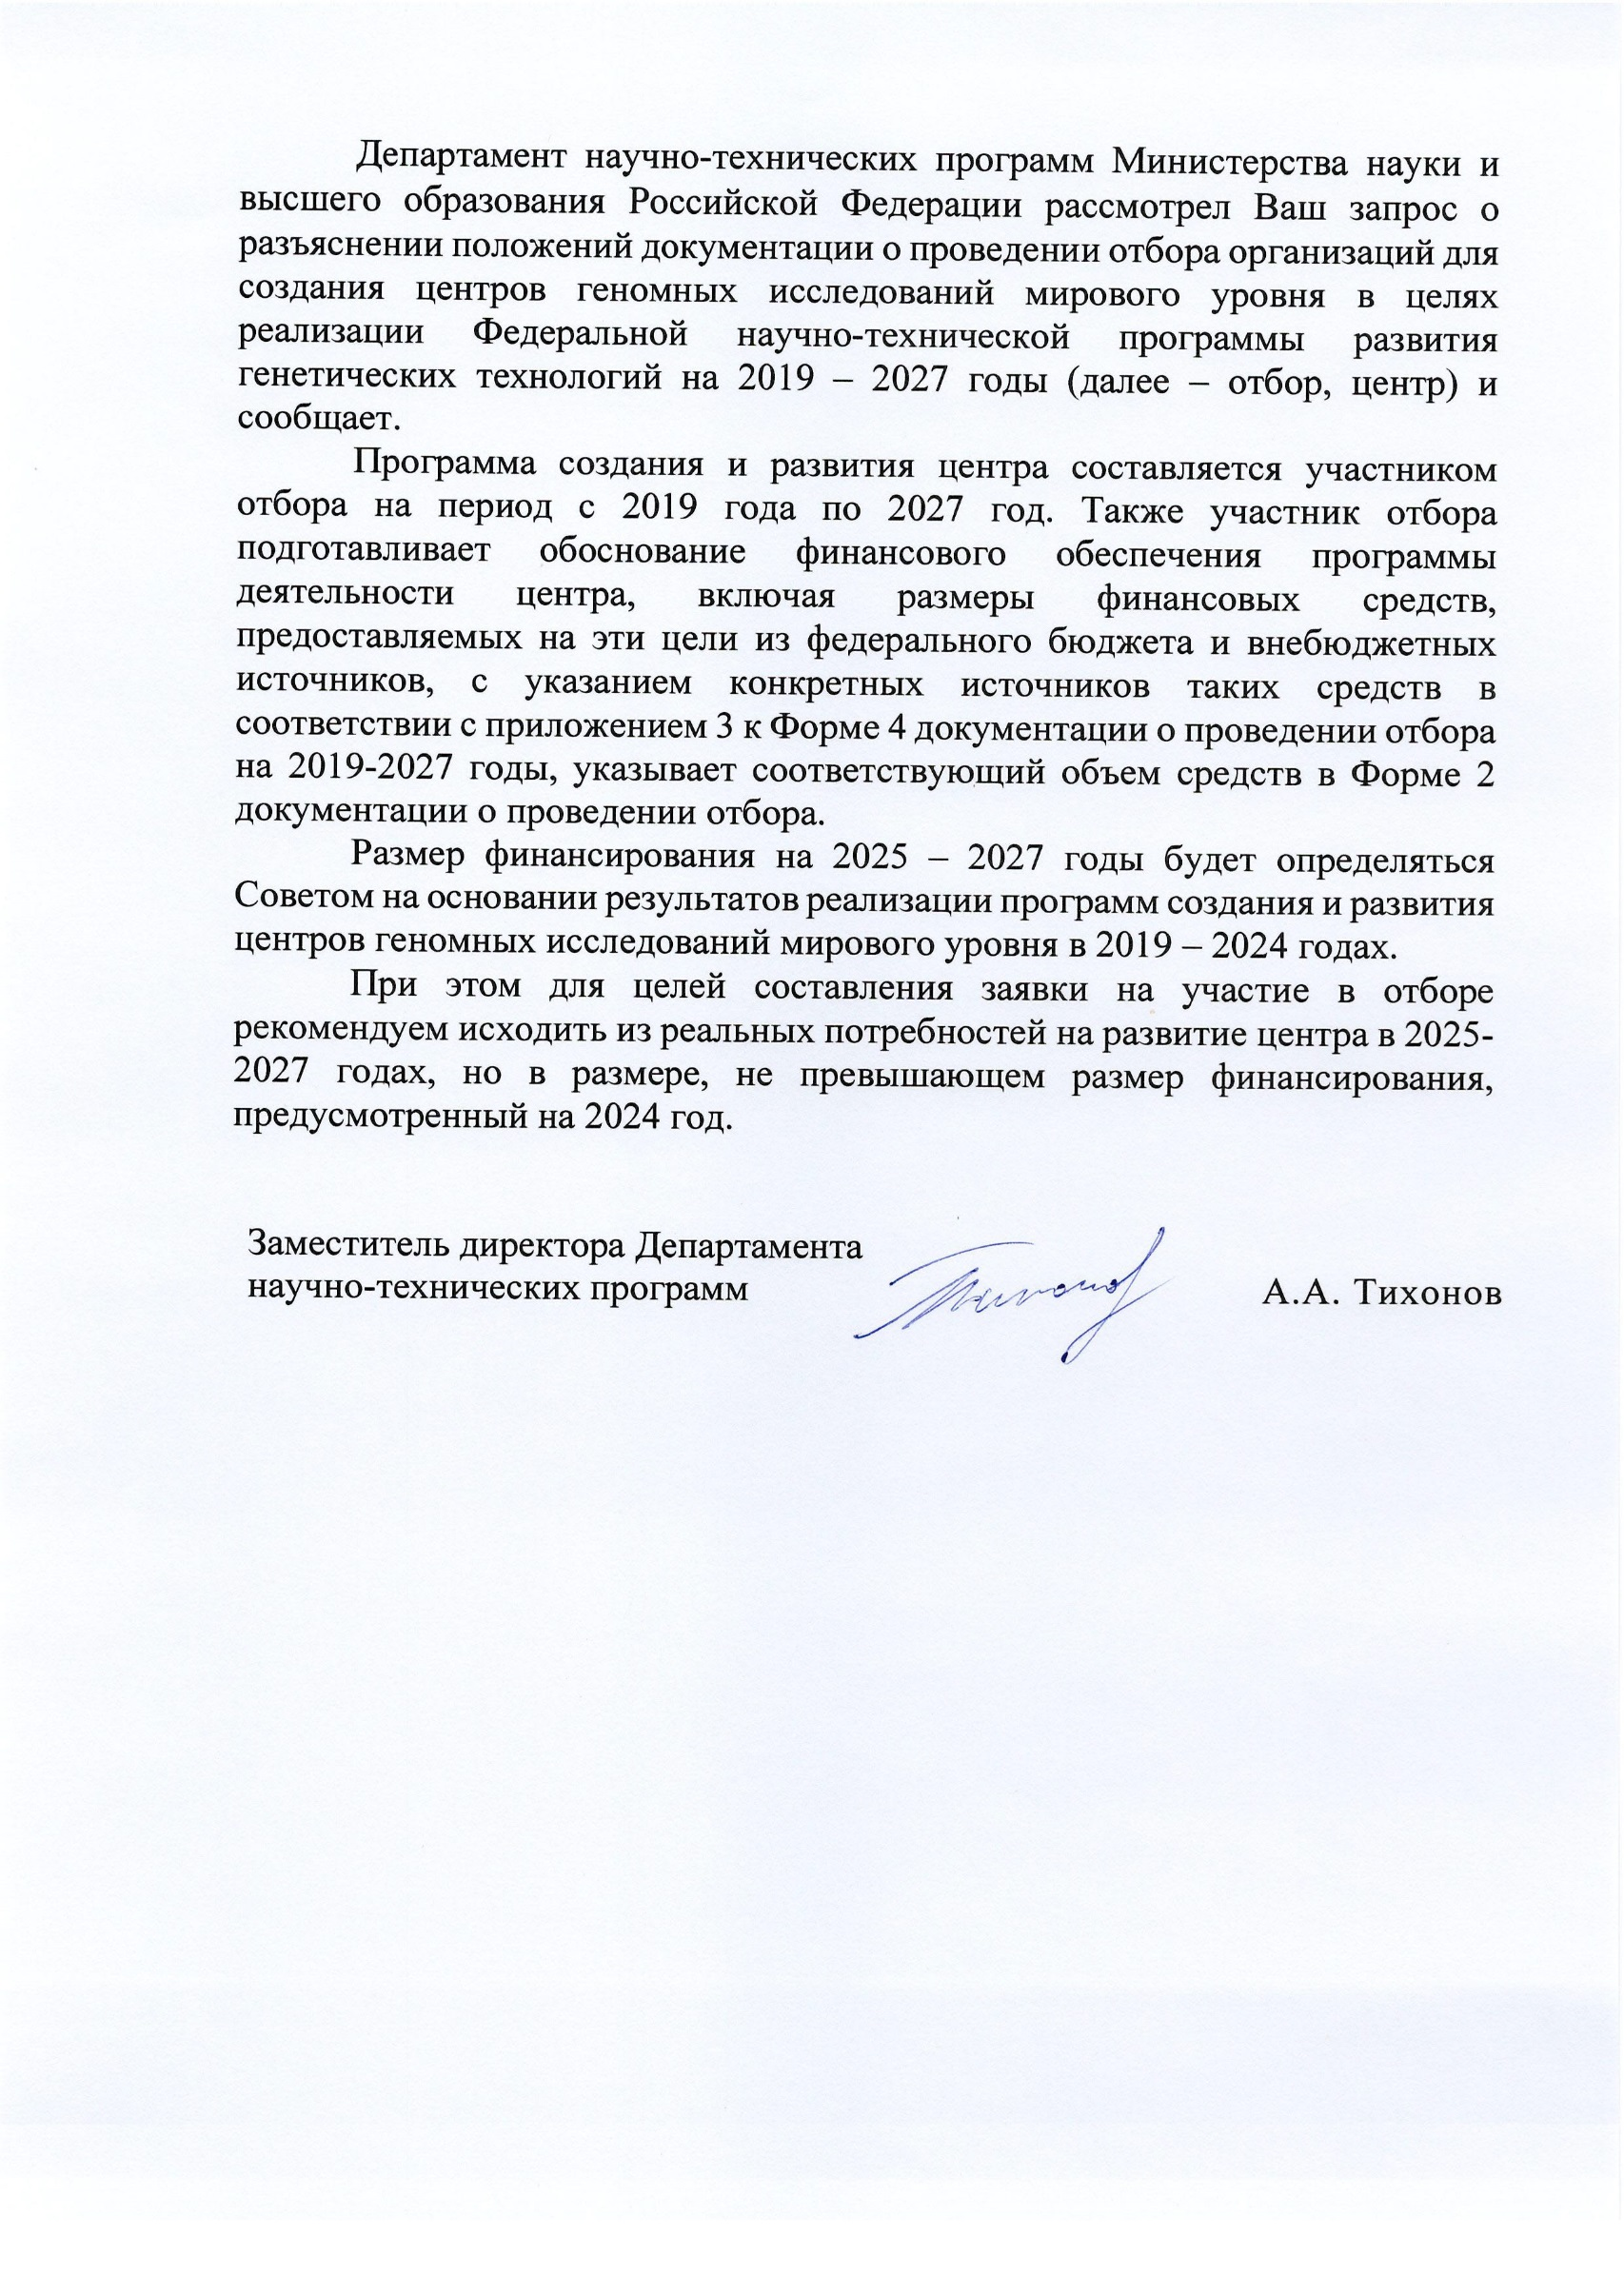 Департамент научно-технических программ Министерства науки и
высшего образования Российской Федерации рассмотрел Ваш запрос о
разъяснении положений документации о проведении отбора организаций для
создания центров геномных исследований мирового уровня в целях
реализации Федеральной научно-технической программы развития
генетических технологий на 2019 – 2027 годы (далее – отбор, центр) и
сообщает.
Программа создания и развития центра составляется участником
отбора на период с 2019 года по 2027 год. Также участник отбора
подготавливает обоснование финансового обеспечения программы
деятельности центра, включая размеры финансовых средств,
предоставляемых на эти цели из федерального бюджета и внебюджетных
источников, с указанием конкретных источников таких средств в
соответствии с приложением 3 к Форме 4 документации о проведении отбора
на 2019-2027 годы, указывает соответствующий объем средств в Форме 2
документации о проведении отбора.
Размер финансирования на 2025 – 2027 годы будет определяться
Советом на основании результатов реализации программ создания и развития
центров геномных исследований мирового уровня в 2019 – 2024 годах.
При этом для целей составления заявки на участие в отборе
рекомендуем исходить из реальных потребностей на развитие центра в 2025-
2027 годах, но в размере, не превышающем размер финансирования,
предусмотренный на 2024 год.
Заместитель директора Департамента
научно-технических программ А.А. Тихонов